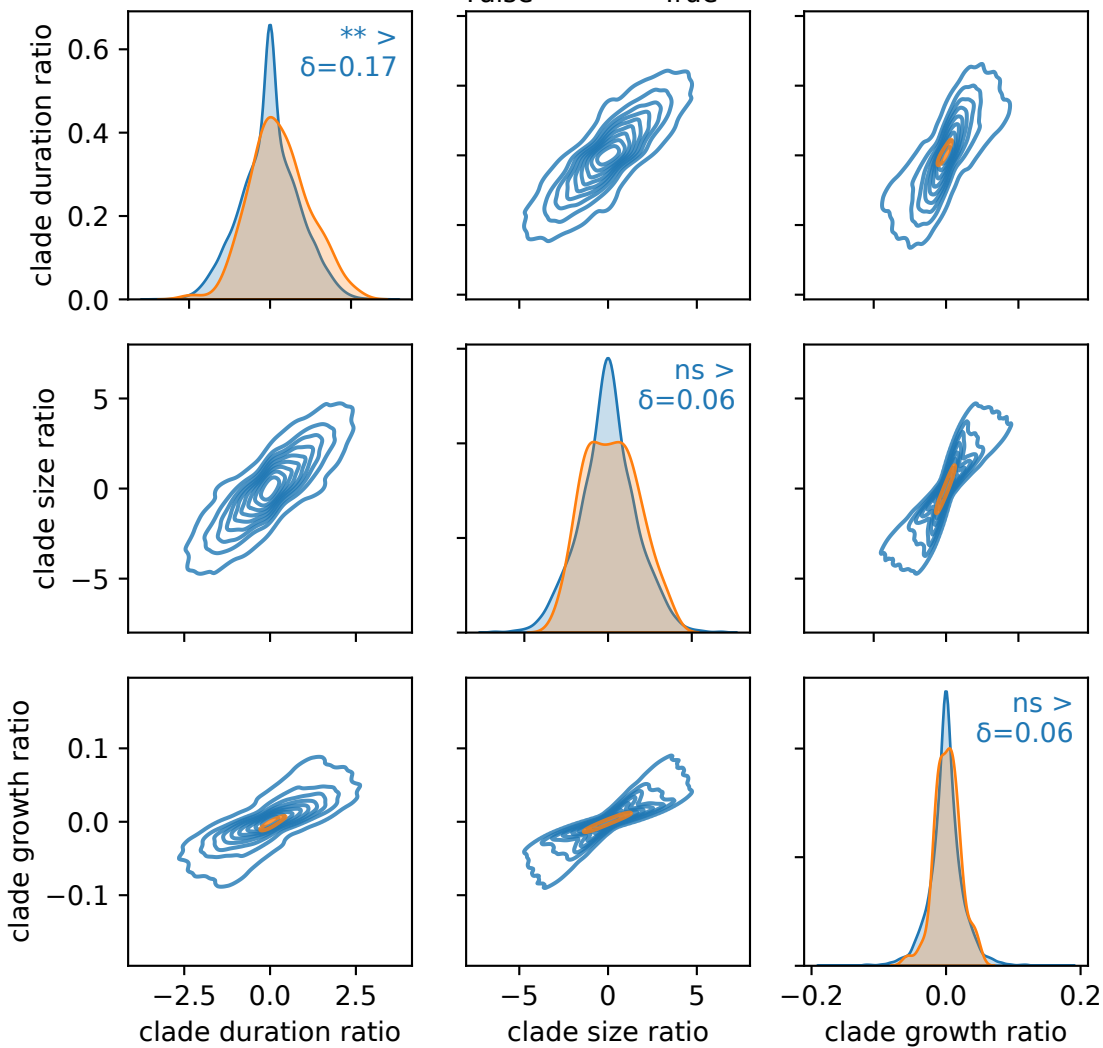 False True
clade duration ratio
0.6
0.4
0.2
0.0
** >
δ=0.17
clade size ratio
5
0
−5
ns >
δ=0.06
clade growth ratio
0.1
0.0
−0.1
ns >
δ=0.06
−2.5 0.0 2.5
−5 0 5
−0.2 0.0 0.2
clade duration ratio
clade size ratio
clade growth ratio